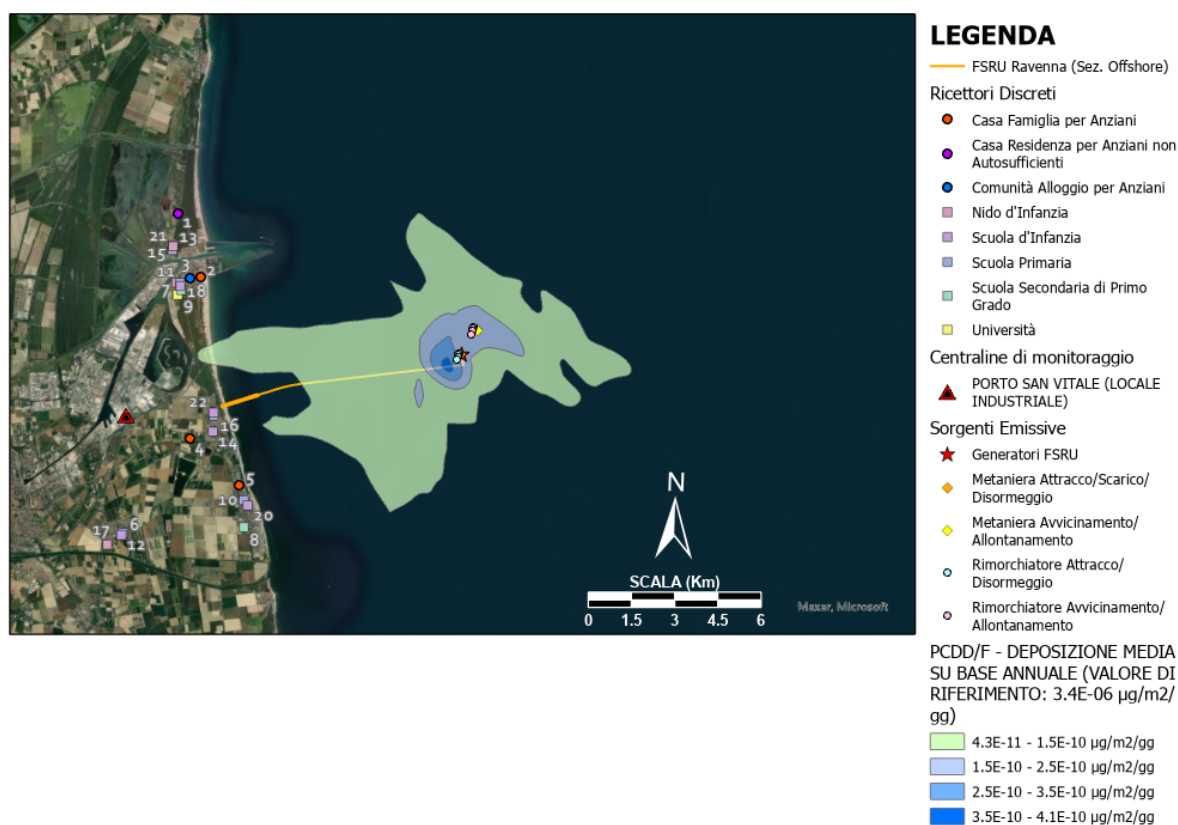 1
21
13
15
3
2
11
7
18
9
22
16
14
4
5
10
20
8
6
17
12
N
SCALA (Km)
0 1.5 3 4.5 6
Maxar, Microsoft
LEGENDA
FSRU Ravenna (Sez. Offshore)
Ricettori Discreti
Casa Famiglia per Anziani
Casa Residenza per Anziani non
Autosufficienti
Comunità Alloggio per Anziani
Nido d'Infanzia
Scuola d'Infanzia
Scuola Primaria
Scuola Secondaria di Primo
Grado
Università
Centraline di monitoraggio
PORTO SAN VITALE (LOCALE
INDUSTRIALE)
Sorgenti Emissive
Generatori FSRU
Metaniera Attracco/Scarico/
Disormeggio
Metaniera Avvicinamento/
Allontanamento
Rimorchiatore Attracco/
Disormeggio
Rimorchiatore Avvicinamento/
Allontanamento
PCDD/F - DEPOSIZIONE MEDIA
SU BASE ANNUALE (VALORE DI
RIFERIMENTO: 3.4E-06 µg/m2/
gg)
4.3E-11 - 1.5E-10 µg/m2/gg
1.5E-10 - 2.5E-10 µg/m2/gg
2.5E-10 - 3.5E-10 µg/m2/gg
3.5E-10 - 4.1E-10 µg/m2/gg